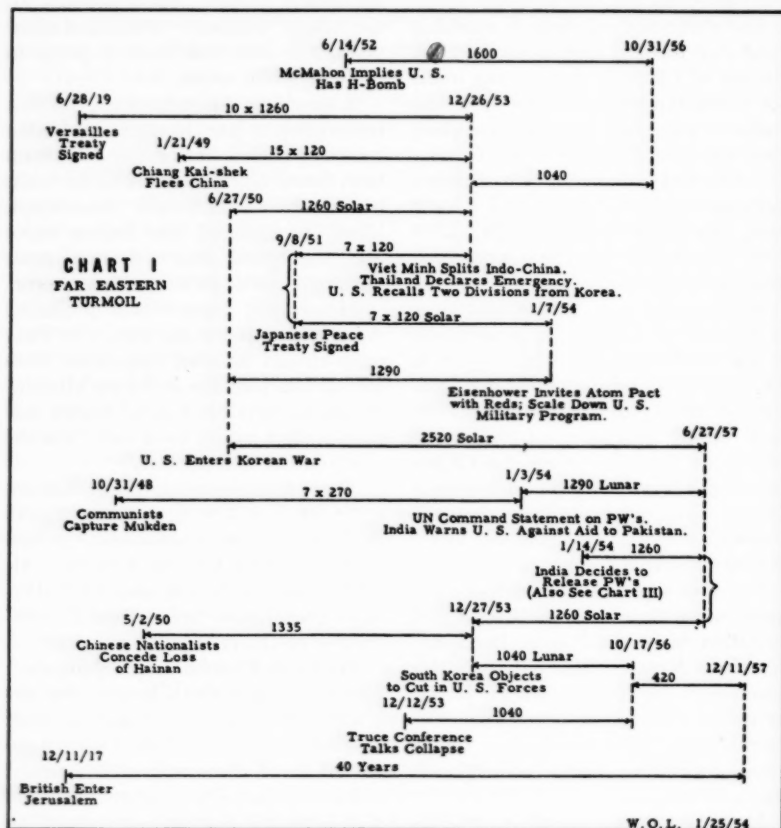 6/14/52 1600 10/31/56
McMahon Implies U. S.
Has H-Bomb
6/28/19 10 x 1260 12/26/53
Versailles
Treaty
Signed
1/21/49 15 x 120
Chiang Kai-shek
Flees China
1040
6/27/50 1260 Solar
CHART I
FAR EASTERN
TURMOIL
9/8/51 7 x 120
Viet Minh Splits Indo-China.
Thailand Declares Emergency.
U. S. Recalls Two Divisions from Korea.
7 x 120 Solar 1/7/54
Japanese Peace
Treaty Signed
1290
Eisenhower Invites Atom Pact
with Reds; Scale Down U. S.
Military Program.
2520 Solar 6/27/57
U. S. Enters Korean War
10/31/48 7 x 270 1/3/54 1290 Lunar
Communists
Capture Mukden
UN Command Statement on PW's.
India Warns U. S. Against Aid to Pakistan.
1/14/54 1260
India Decides to
Release PW's
(Also See Chart III)
5/2/50 1335 12/27/53 1260 Solar
Chinese Nationalists
Concede Loss
of Hainan
1040 Lunar 10/17/56
South Korea Objects
to Cut in U. S. Forces
420 12/11/57
12/12/53 1040
Truce Conference
Talks Collapse
12/11/17 40 Years
British Enter
Jerusalem
W.O.L. 1/25/54